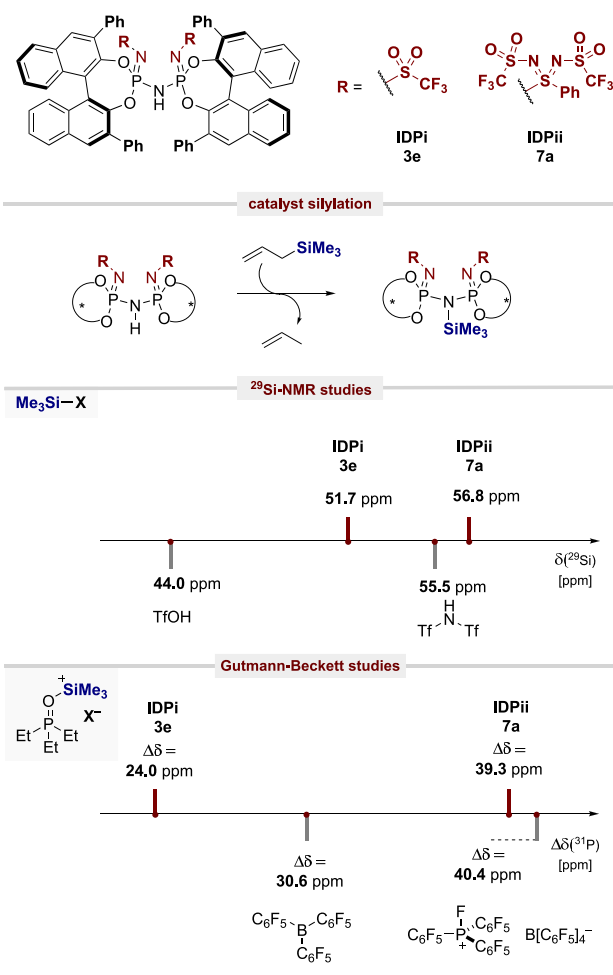 Ph
Ph
R
R
N
N
O
O
P
P
O
N
H
O
Ph
Ph
R =
O
O
S
CF3
IDPi
3e
O
O
O
O
S
N
N
S
S
F3C
Ph
CF3
IDPii
7a
catalyst silylation
R
R
N
N
O
O
*
P
P
*
O
N
O
H
SiMe3
R
R
N
N
O
O
*
P
P
*
O
N
O
SiMe3
29Si-NMR studies
Me3Si–X
IDPi
3e
51.7 ppm
IDPii
7a
56.8 ppm
44.0 ppm
TfOH
55.5 ppm
H
N
Tf
Tf
δ(29Si)
[ppm]
Gutmann-Beckett studies
+
SiMe3
O
P
X–
Et
Et
Et
IDPi
3e
Δδ =
24.0 ppm
IDPii
7a
Δδ =
39.3 ppm
Δδ =
30.6 ppm
Δδ =
40.4 ppm
Δδ(31P)
[ppm]
C6F5
C6F5
B
C6F5
F
C6F5
C6F5
P
+
C6F5
B[C6F5]4–